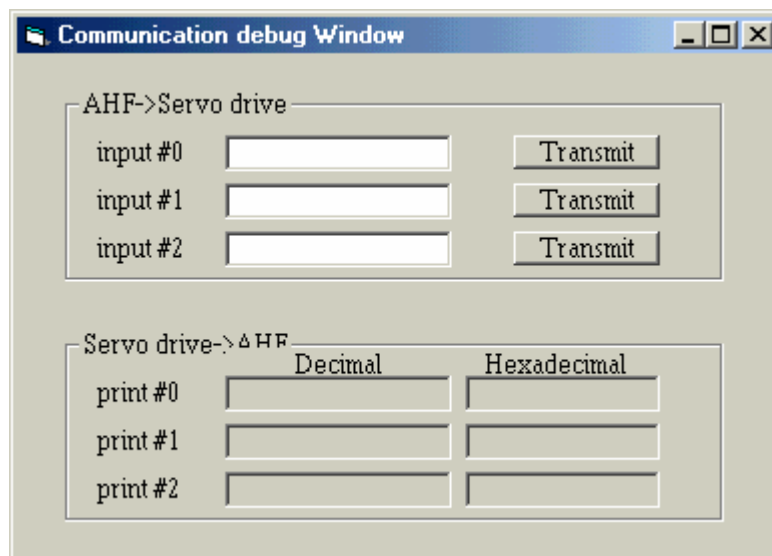 Communication debug Window
AHF->Servo drive
input #0 Transmit
input #1 Transmit
input #2 Transmit
Servo drive->AHF
Decimal Hexadecimal
print #0
print #1
print #2